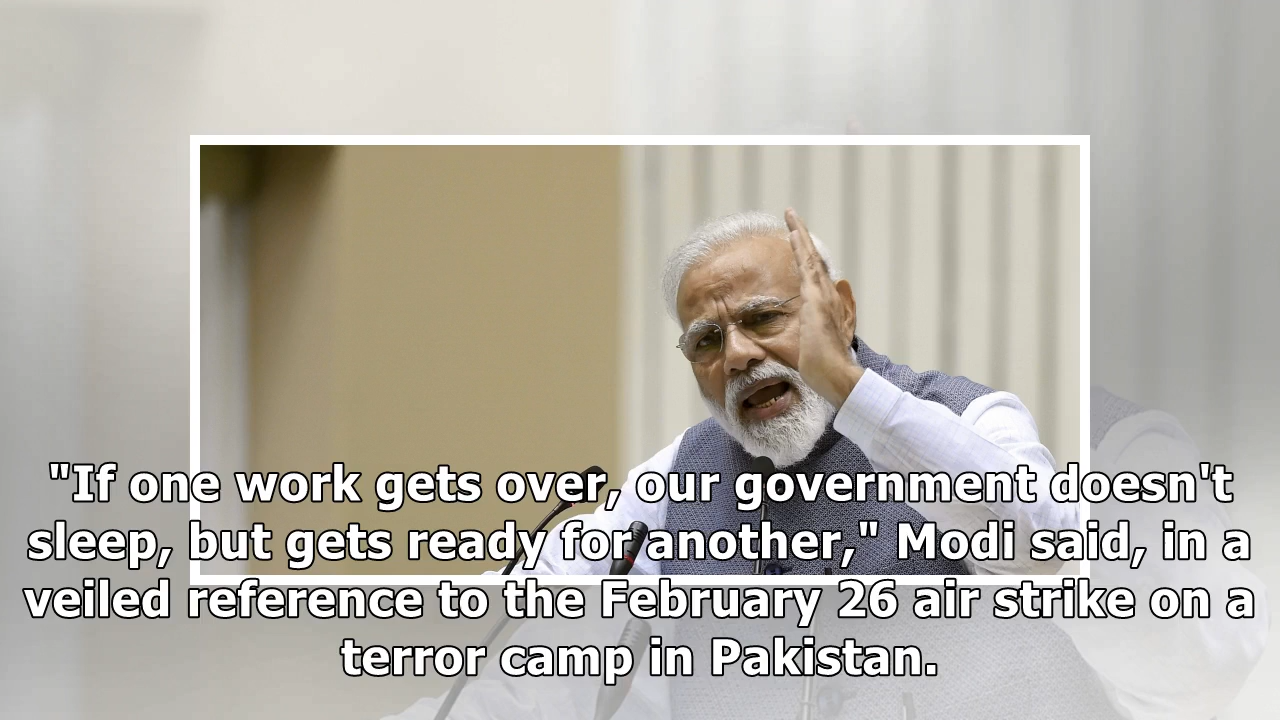 "If one work gets over, our government doesn't
sleep, but gets ready for another," Modi said, in a
veiled reference to the February 26 air strike on a
terror camp in Pakistan.